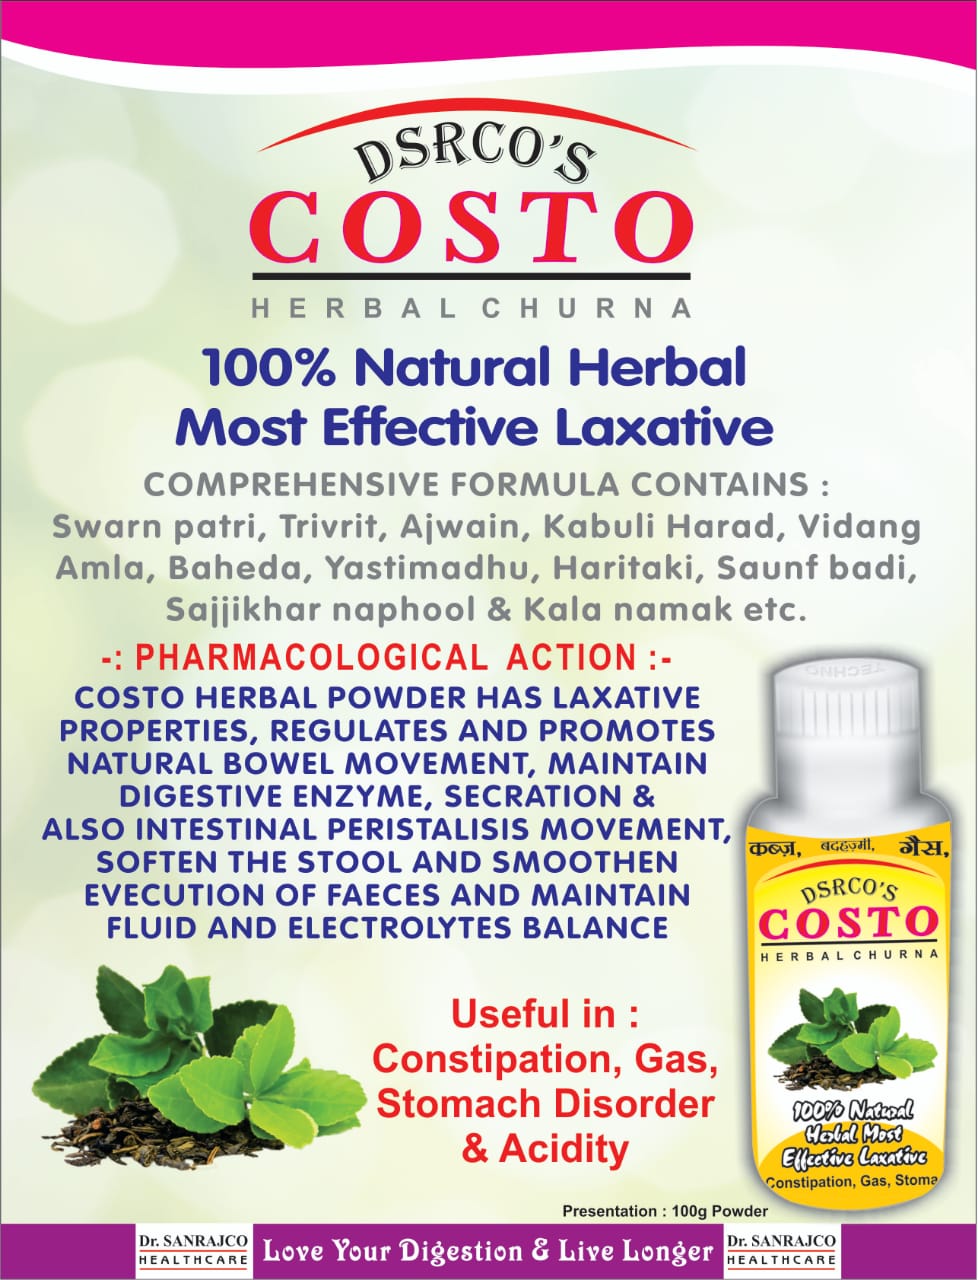 DSRCO'S
COSTO
HERBAL CHURNA
100% Natural Herbal
Most Effective Laxative
COMPREHENSIVE FORMULA CONTAINS :
Swarn patri, Trivrit, Ajwain, Kabuli Harad, Vidang
Amla, Baheda, Yastimadhu, Haritaki, Saunf badi,
Sajjikhar naphool & Kala namak etc.
-: PHARMACOLOGICAL ACTION :-
COSTO HERBAL POWDER HAS LAXATIVE
PROPERTIES, REGULATES AND PROMOTES
NATURAL BOWEL MOVEMENT, MAINTAIN
DIGESTIVE ENZYME, SECRATION &
ALSO INTESTINAL PERISTALISIS MOVEMENT,
SOFTEN THE STOOL AND SMOOTHEN
EVECUTION OF FAECES AND MAINTAIN
FLUID AND ELECTROLYTES BALANCE
TECHNO
कब्ज़, बदहज़्मी, गैस,
DSRCO'S
COSTO
HERBAL CHURNA
100% Natural
Herbal Most
Effective Laxative
Constipation, Gas, Stoma
Useful in :
Constipation, Gas,
Stomach Disorder
& Acidity
Presentation : 100g Powder
Dr. SANRAJCO
HEALTHCARE
Love Your Digestion & Live Longer
Dr. SANRAJCO
HEALTHCARE